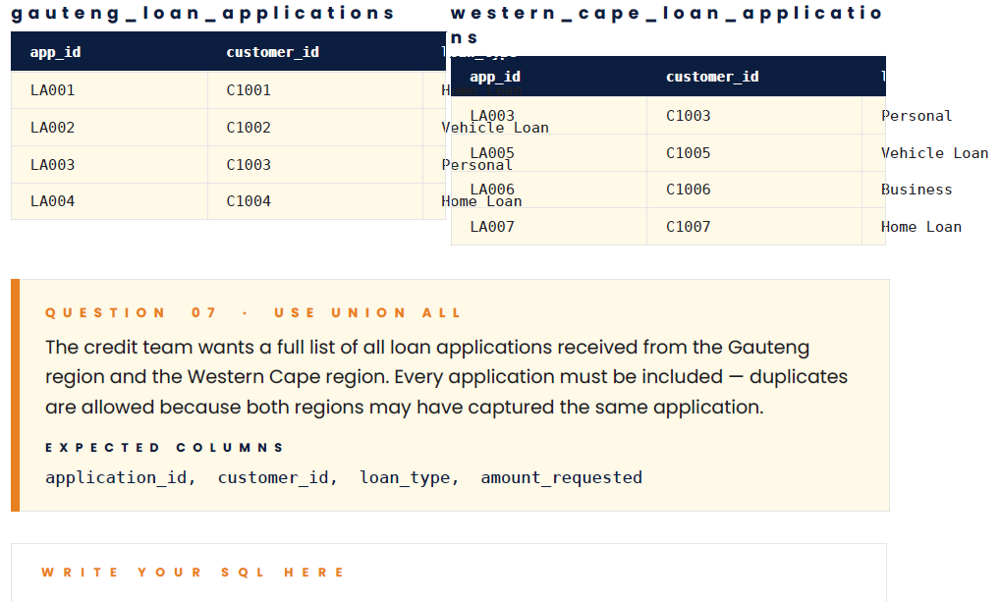 gauteng_loan_applications
app_id customer_id loan_type
LA001 C1001 Home Loan
LA002 C1002 Vehicle Loan
LA003 C1003 Personal
LA004 C1004 Home Loan
western_cape_loan_applicatio
ns
app_id customer_id
LA003 C1003 Personal
LA005 C1005 Vehicle Loan
LA006 C1006 Business
LA007 C1007 Home Loan
QUESTION 07 · USE UNION ALL
The credit team wants a full list of all loan applications received from the Gauteng
region and the Western Cape region. Every application must be included — duplicates
are allowed because both regions may have captured the same application.
EXPECTED COLUMNS
application_id, customer_id, loan_type, amount_requested
WRITE YOUR SQL HERE